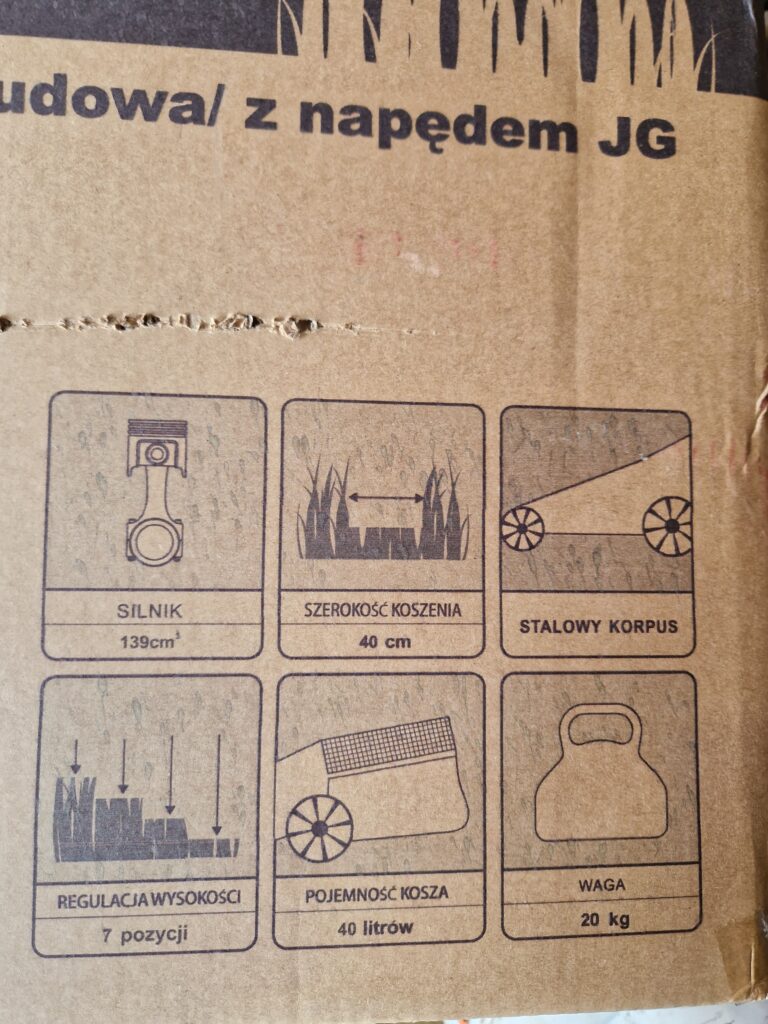 udowa/ z napędem JG
SILNIK
139cm³
SZEROKOŚĆ KOSZENIA
40 cm
STALOWY KORPUS
REGULACJA WYSOKOŚCI
7 pozycji
POJEMNOŚĆ KOSZA
40 litrów
WAGA
20 kg